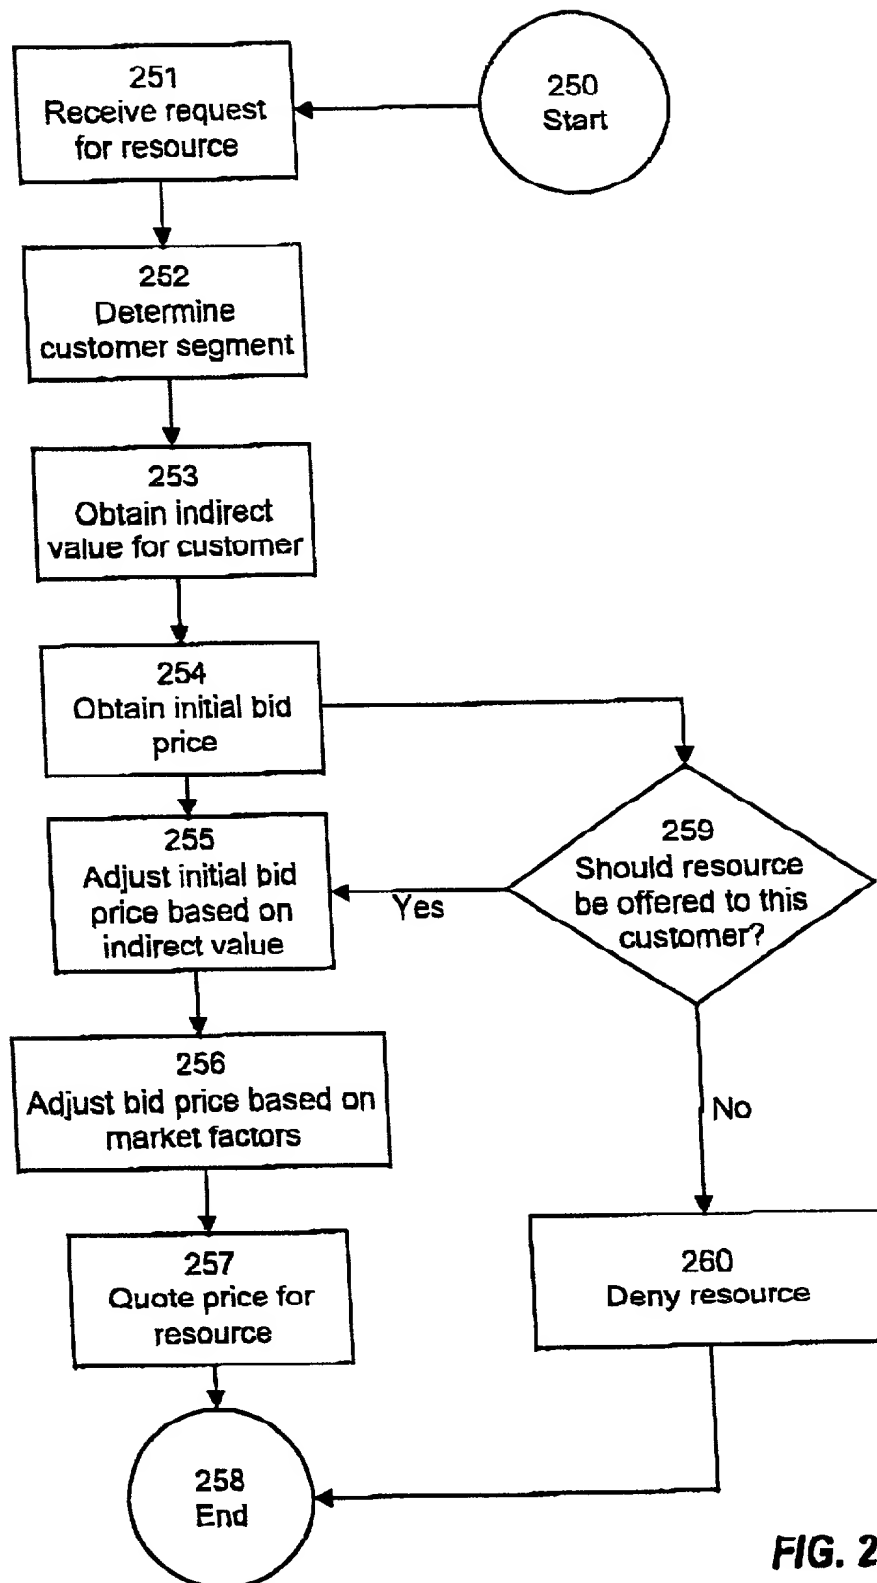 251
Receive request
for resource
250
Start
252
Determine
customer segment
253
Obtain indirect
value for customer
254
Obtain initial bid
price
255
Adjust initial bid
price based on
indirect value
259
Should resource
be offered to this
customer?
Yes
256
Adjust bid price based on
market factors
No
257
Quote price for
resource
260
Deny resource
258
End
FIG. 2